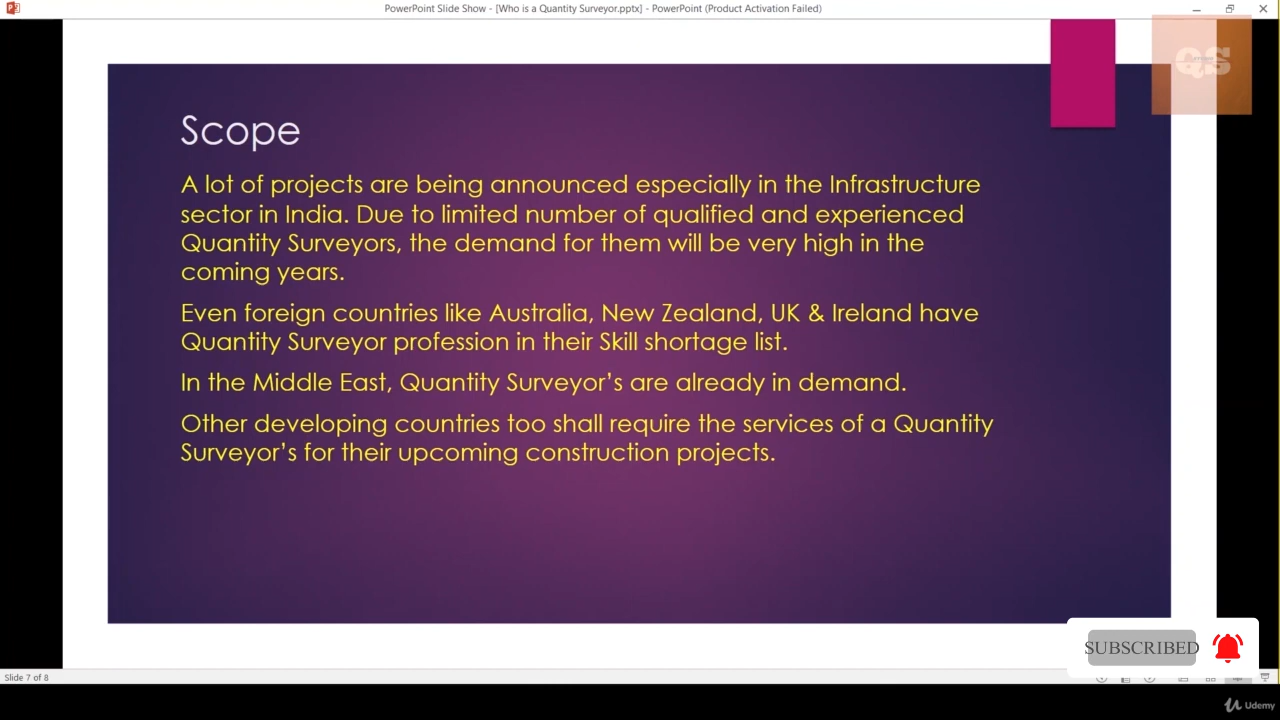 PowerPoint Slide Show - [Who is a Quantity Surveyor.pptx] - PowerPoint (Product Activation Failed)
QS
Scope
A lot of projects are being announced especially in the Infrastructure
sector in India. Due to limited number of qualified and experienced
Quantity Surveyors, the demand for them will be very high in the
coming years.
Even foreign countries like Australia, New Zealand, UK & Ireland have
Quantity Surveyor profession in their Skill shortage list.
In the Middle East, Quantity Surveyor’s are already in demand.
Other developing countries too shall require the services of a Quantity
Surveyor’s for their upcoming construction projects.
SUBSCRIBED
Slide 7 of 8
Udemy